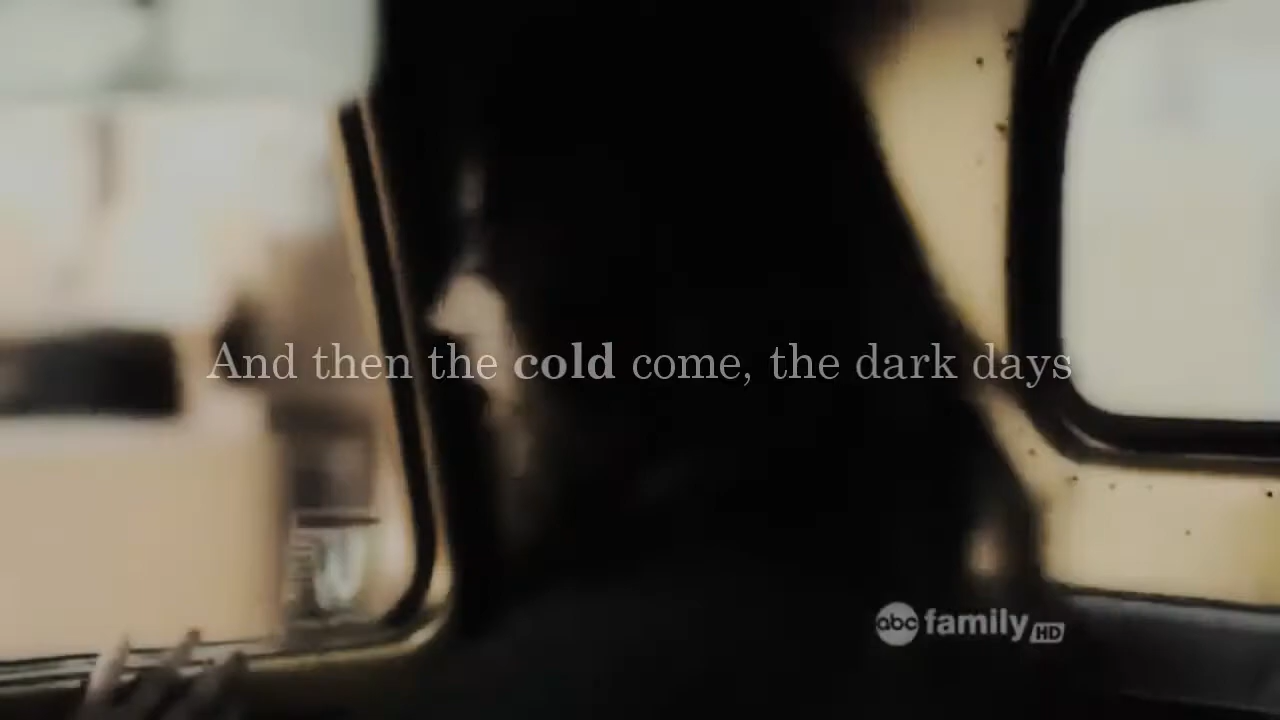 And then the cold come, the dark days
abc family HD